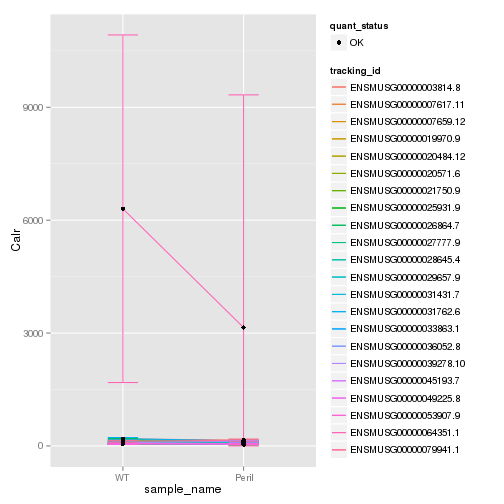 quant_status
OK
tracking_id
ENSMUSG00000003814.8
ENSMUSG00000007617.11
ENSMUSG00000007659.12
ENSMUSG00000019970.9
ENSMUSG00000020484.12
ENSMUSG00000020571.6
ENSMUSG00000021750.9
ENSMUSG00000025931.9
ENSMUSG00000026864.7
ENSMUSG00000027777.9
ENSMUSG00000028645.4
ENSMUSG00000029657.9
ENSMUSG00000031431.7
ENSMUSG00000031762.6
ENSMUSG00000033863.1
ENSMUSG00000036052.8
ENSMUSG00000039278.10
ENSMUSG00000045193.7
ENSMUSG00000049225.8
ENSMUSG00000053907.9
ENSMUSG00000064351.1
ENSMUSG00000079941.1
Calr
9000
6000
3000
0
WT Peril
sample_name